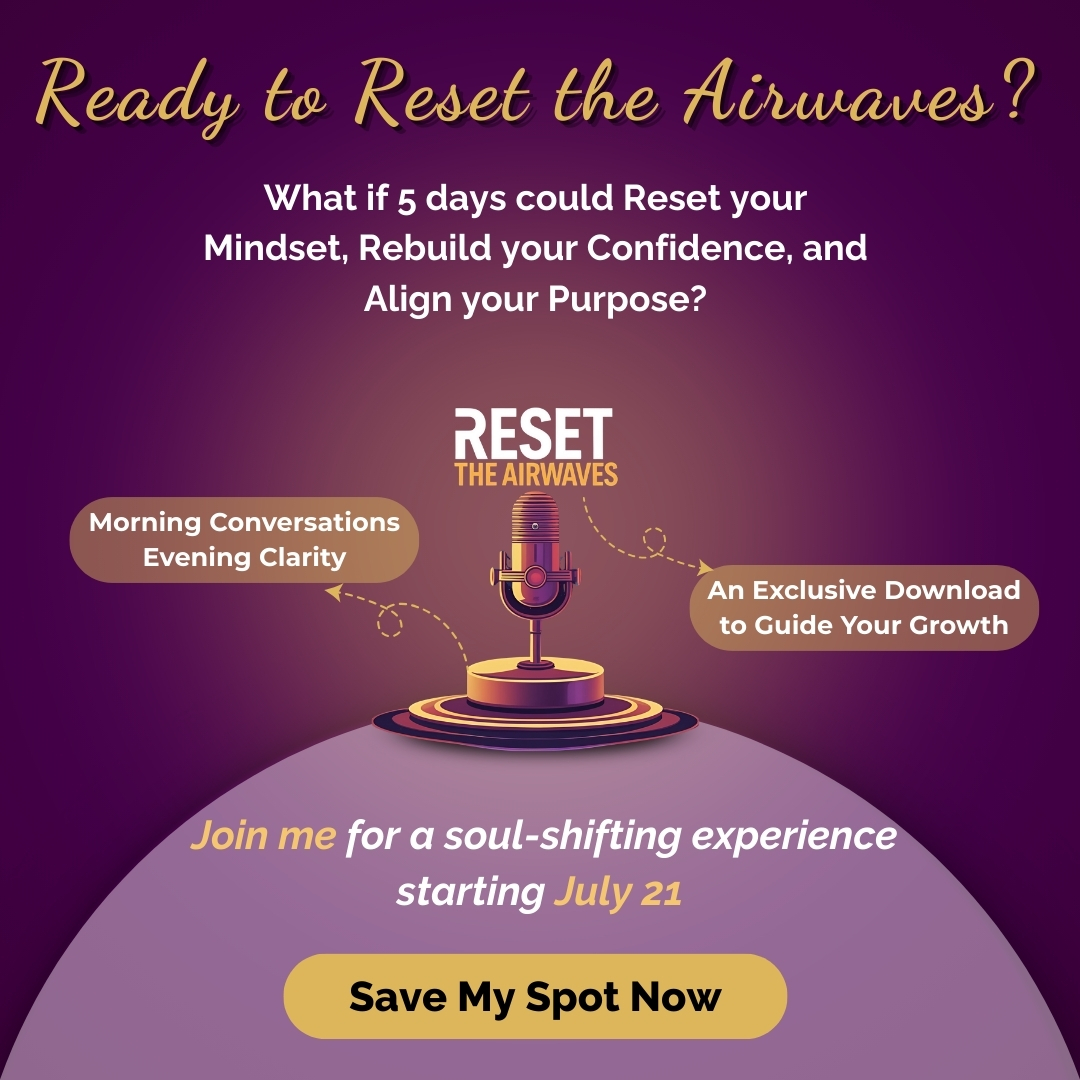 Ready to Reset the Airwaves?
What if 5 days could Reset your
Mindset, Rebuild your Confidence, and
Align your Purpose?
RESET
THE AIRWAVES
Morning Conversations
Evening Clarity
An Exclusive Download
to Guide Your Growth
Join me for a soul-shifting experience
starting July 21
Save My Spot Now